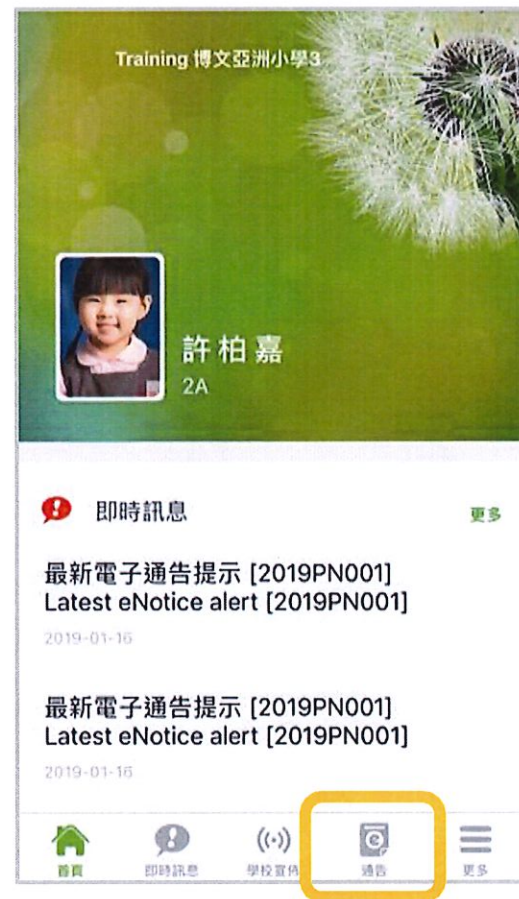 Training 博文亞洲小學3
許柏嘉
2A
即時訊息 更多
最新電子通告提示 [2019PN001]
Latest eNotice alert [2019PN001]
2019-01-16
最新電子通告提示 [2019PN001]
Latest eNotice alert [2019PN001]
2019-01-16
首頁 即時訊息 學校宣佈 通告 更多